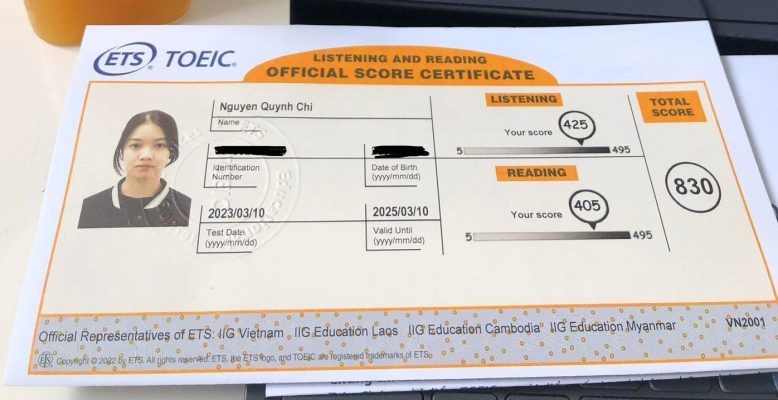 ETS® TOEIC®
LISTENING AND READING
OFFICIAL SCORE CERTIFICATE
Nguyen Quynh Chi
Name
Identification
Number
Date of Birth
(yyyy/mm/dd)
2023/03/10
Test Date
(yyyy/mm/dd)
2025/03/10
Valid Until
(yyyy/mm/dd)
LISTENING
Your score
425
5
495
READING
Your score
405
5
495
TOTAL
SCORE
830
Official Representatives of ETS: IIG Vietnam IIG Education Laos IIG Education Cambodia IIG Education Myanmar VN2001
Copyright © 2022 by ETS. All rights reserved. ETS, the ETS logo, and TOEIC are registered trademarks of ETS.